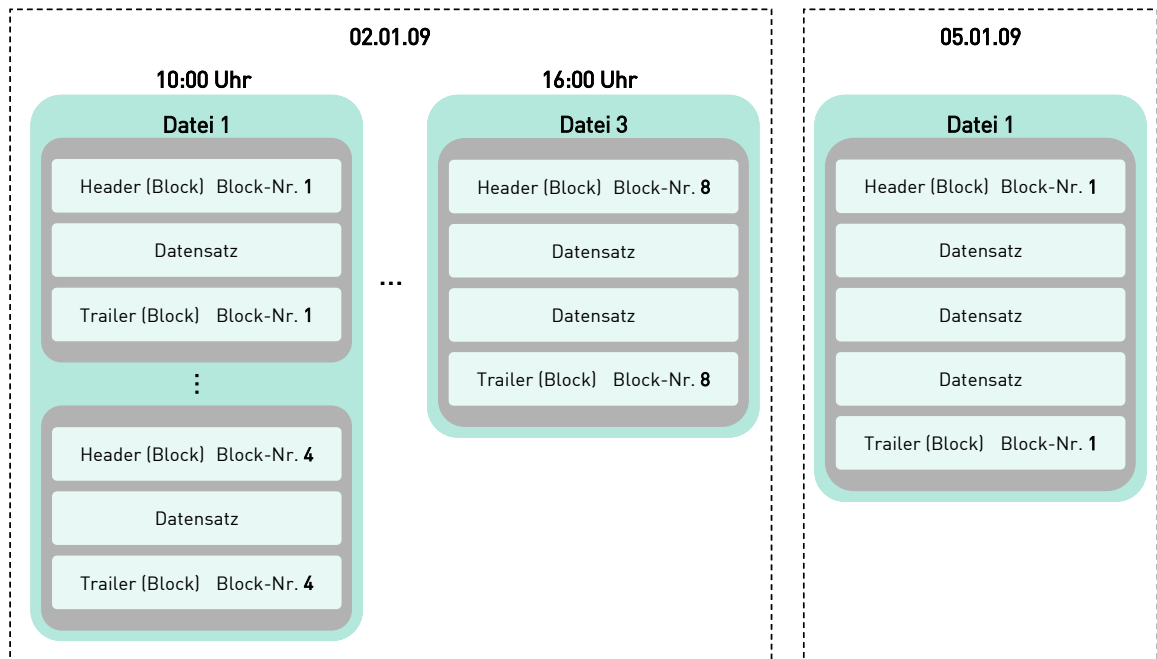 02.01.09
10:00 Uhr
Datei 1
Header (Block) Block-Nr. 1
Datensatz
Trailer (Block) Block-Nr. 1
⋮
Header (Block) Block-Nr. 4
Datensatz
Trailer (Block) Block-Nr. 4
...
16:00 Uhr
Datei 3
Header (Block) Block-Nr. 8
Datensatz
Datensatz
Trailer (Block) Block-Nr. 8
05.01.09
Datei 1
Header (Block) Block-Nr. 1
Datensatz
Datensatz
Datensatz
Trailer (Block) Block-Nr. 1